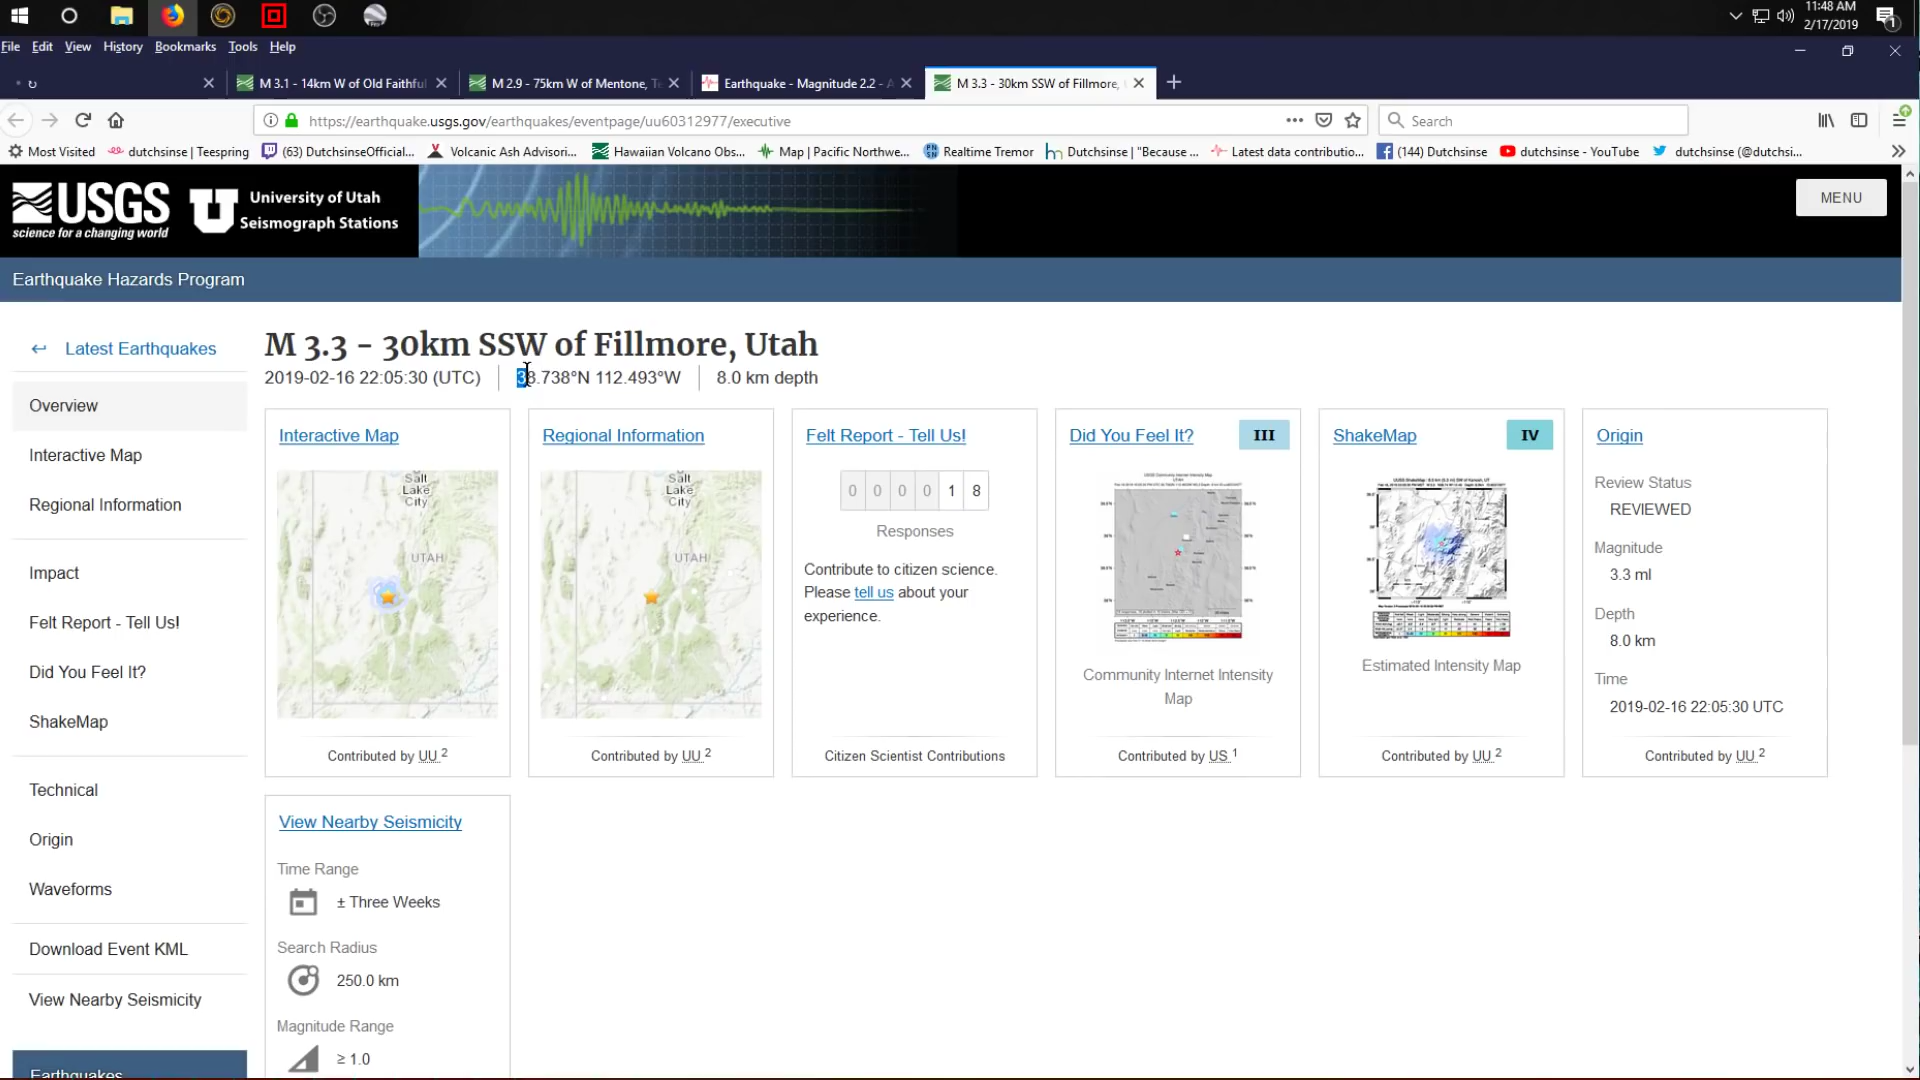 11:48 AM
2/17/2019
1
File Edit View History Bookmarks Tools Help
M 3.1 - 14km W of Old Faithful
M 2.9 - 75km W of Mentone, Te
Earthquake - Magnitude 2.2 - A
M 3.3 - 30km SSW of Fillmore,
https://earthquake.usgs.gov/earthquakes/eventpage/uu60312977/executive
Search
Most Visited
dutchsinse | Teespring
(63) DutchsinseOfficial...
Volcanic Ash Advisori...
Hawaiian Volcano Obs...
Map | Pacific Northwe...
Realtime Tremor
Dutchsinse | "Because ...
Latest data contributio...
(144) Dutchsinse
dutchsinse - YouTube
dutchsinse (@dutchsi...
USGS
science for a changing world
U
University of Utah
Seismograph Stations
MENU
Earthquake Hazards Program
Latest Earthquakes
Overview
Interactive Map
Regional Information
Impact
Felt Report - Tell Us!
Did You Feel It?
ShakeMap
Technical
Origin
Waveforms
Download Event KML
View Nearby Seismicity
Earthquakes
M 3.3 - 30km SSW of Fillmore, Utah
2019-02-16 22:05:30 (UTC)
38.738°N 112.493°W
8.0 km depth
Interactive Map
Salt
Lake
City
UTAH
Contributed by UU 2
Regional Information
Salt
Lake
City
UTAH
Contributed by UU 2
Felt Report - Tell Us!
0 0 0 0 1 8
Responses
Contribute to citizen science.
Please tell us about your
experience.
Citizen Scientist Contributions
Did You Feel It?
III
Community Internet Intensity
Map
Contributed by US 1
ShakeMap
IV
Estimated Intensity Map
Contributed by UU 2
Origin
Review Status
REVIEWED
Magnitude
3.3 ml
Depth
8.0 km
Time
2019-02-16 22:05:30 UTC
Contributed by UU 2
View Nearby Seismicity
Time Range
± Three Weeks
Search Radius
250.0 km
Magnitude Range
≥ 1.0